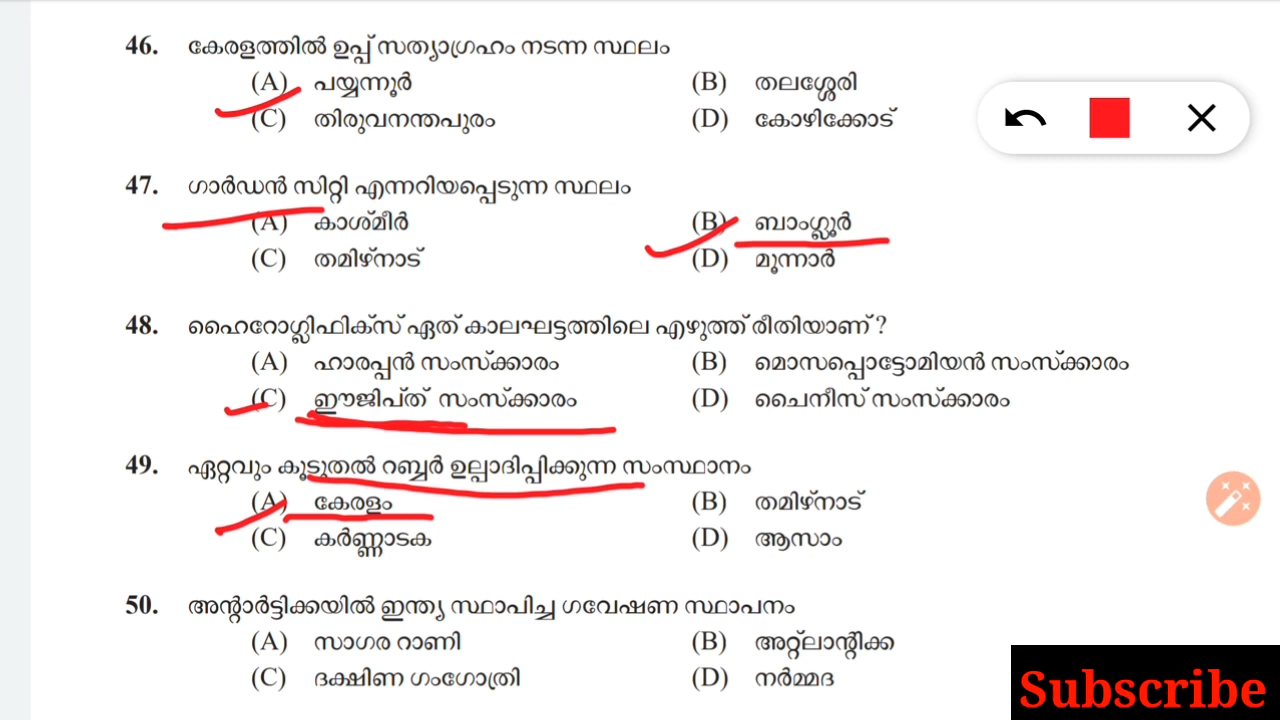 46. കേരളത്തിൽ ഉപ്പ് സത്യാഗ്രഹം നടന്ന സ്ഥലം
(A) പയ്യന്നൂർ (B) തലശ്ശേരി
(C) തിരുവനന്തപുരം (D) കോഴിക്കോട്
47. ഗാർഡൻ സിറ്റി എന്നറിയപ്പെടുന്ന സ്ഥലം
(A) കാശ്മീർ (B) ബാംഗ്ലൂർ
(C) തമിഴ്നാട് (D) മൂന്നാർ
48. ഹൈറോഗ്ലിഫിക്സ് ഏത് കാലഘട്ടത്തിലെ എഴുത്ത് രീതിയാണ് ?
(A) ഹാരപ്പൻ സംസ്ക്കാരം (B) മൊസപ്പൊട്ടോമിയൻ സംസ്ക്കാരം
(C) ഈജിപ്ത് സംസ്ക്കാരം (D) ചൈനീസ് സംസ്ക്കാരം
49. ഏറ്റവും കൂടുതൽ റബ്ബർ ഉല്പാദിപ്പിക്കുന്ന സംസ്ഥാനം
(A) കേരളം (B) തമിഴ്നാട്
(C) കർണ്ണാടക (D) ആസാം
50. അന്റാർട്ടിക്കയിൽ ഇന്ത്യ സ്ഥാപിച്ച ഗവേഷണ സ്ഥാപനം
(A) സാഗര റാണി (B) അറ്റ്ലാന്റിക്ക
(C) ദക്ഷിണ ഗംഗോത്രി (D) നർമ്മദ
Subscribe